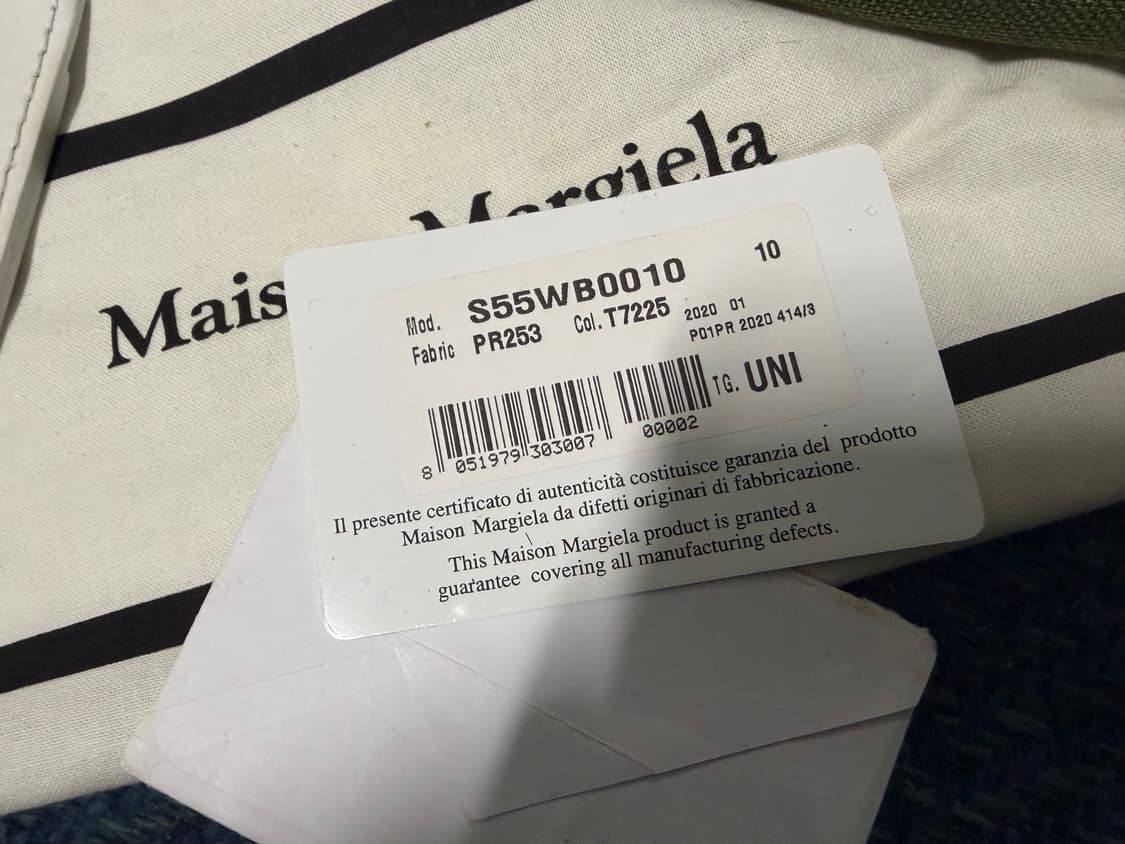 Mais Margiela
Mod. S55WB0010 10
Fabric PR253 Col. T7225 2020 01
P01PR 2020 414/3
TG. UNI
8 051979 303007 00002
Il presente certificato di autenticità costituisce garanzia del prodotto
Maison Margiela da difetti originari di fabbricazione.
This Maison Margiela product is granted a
guarantee covering all manufacturing defects.